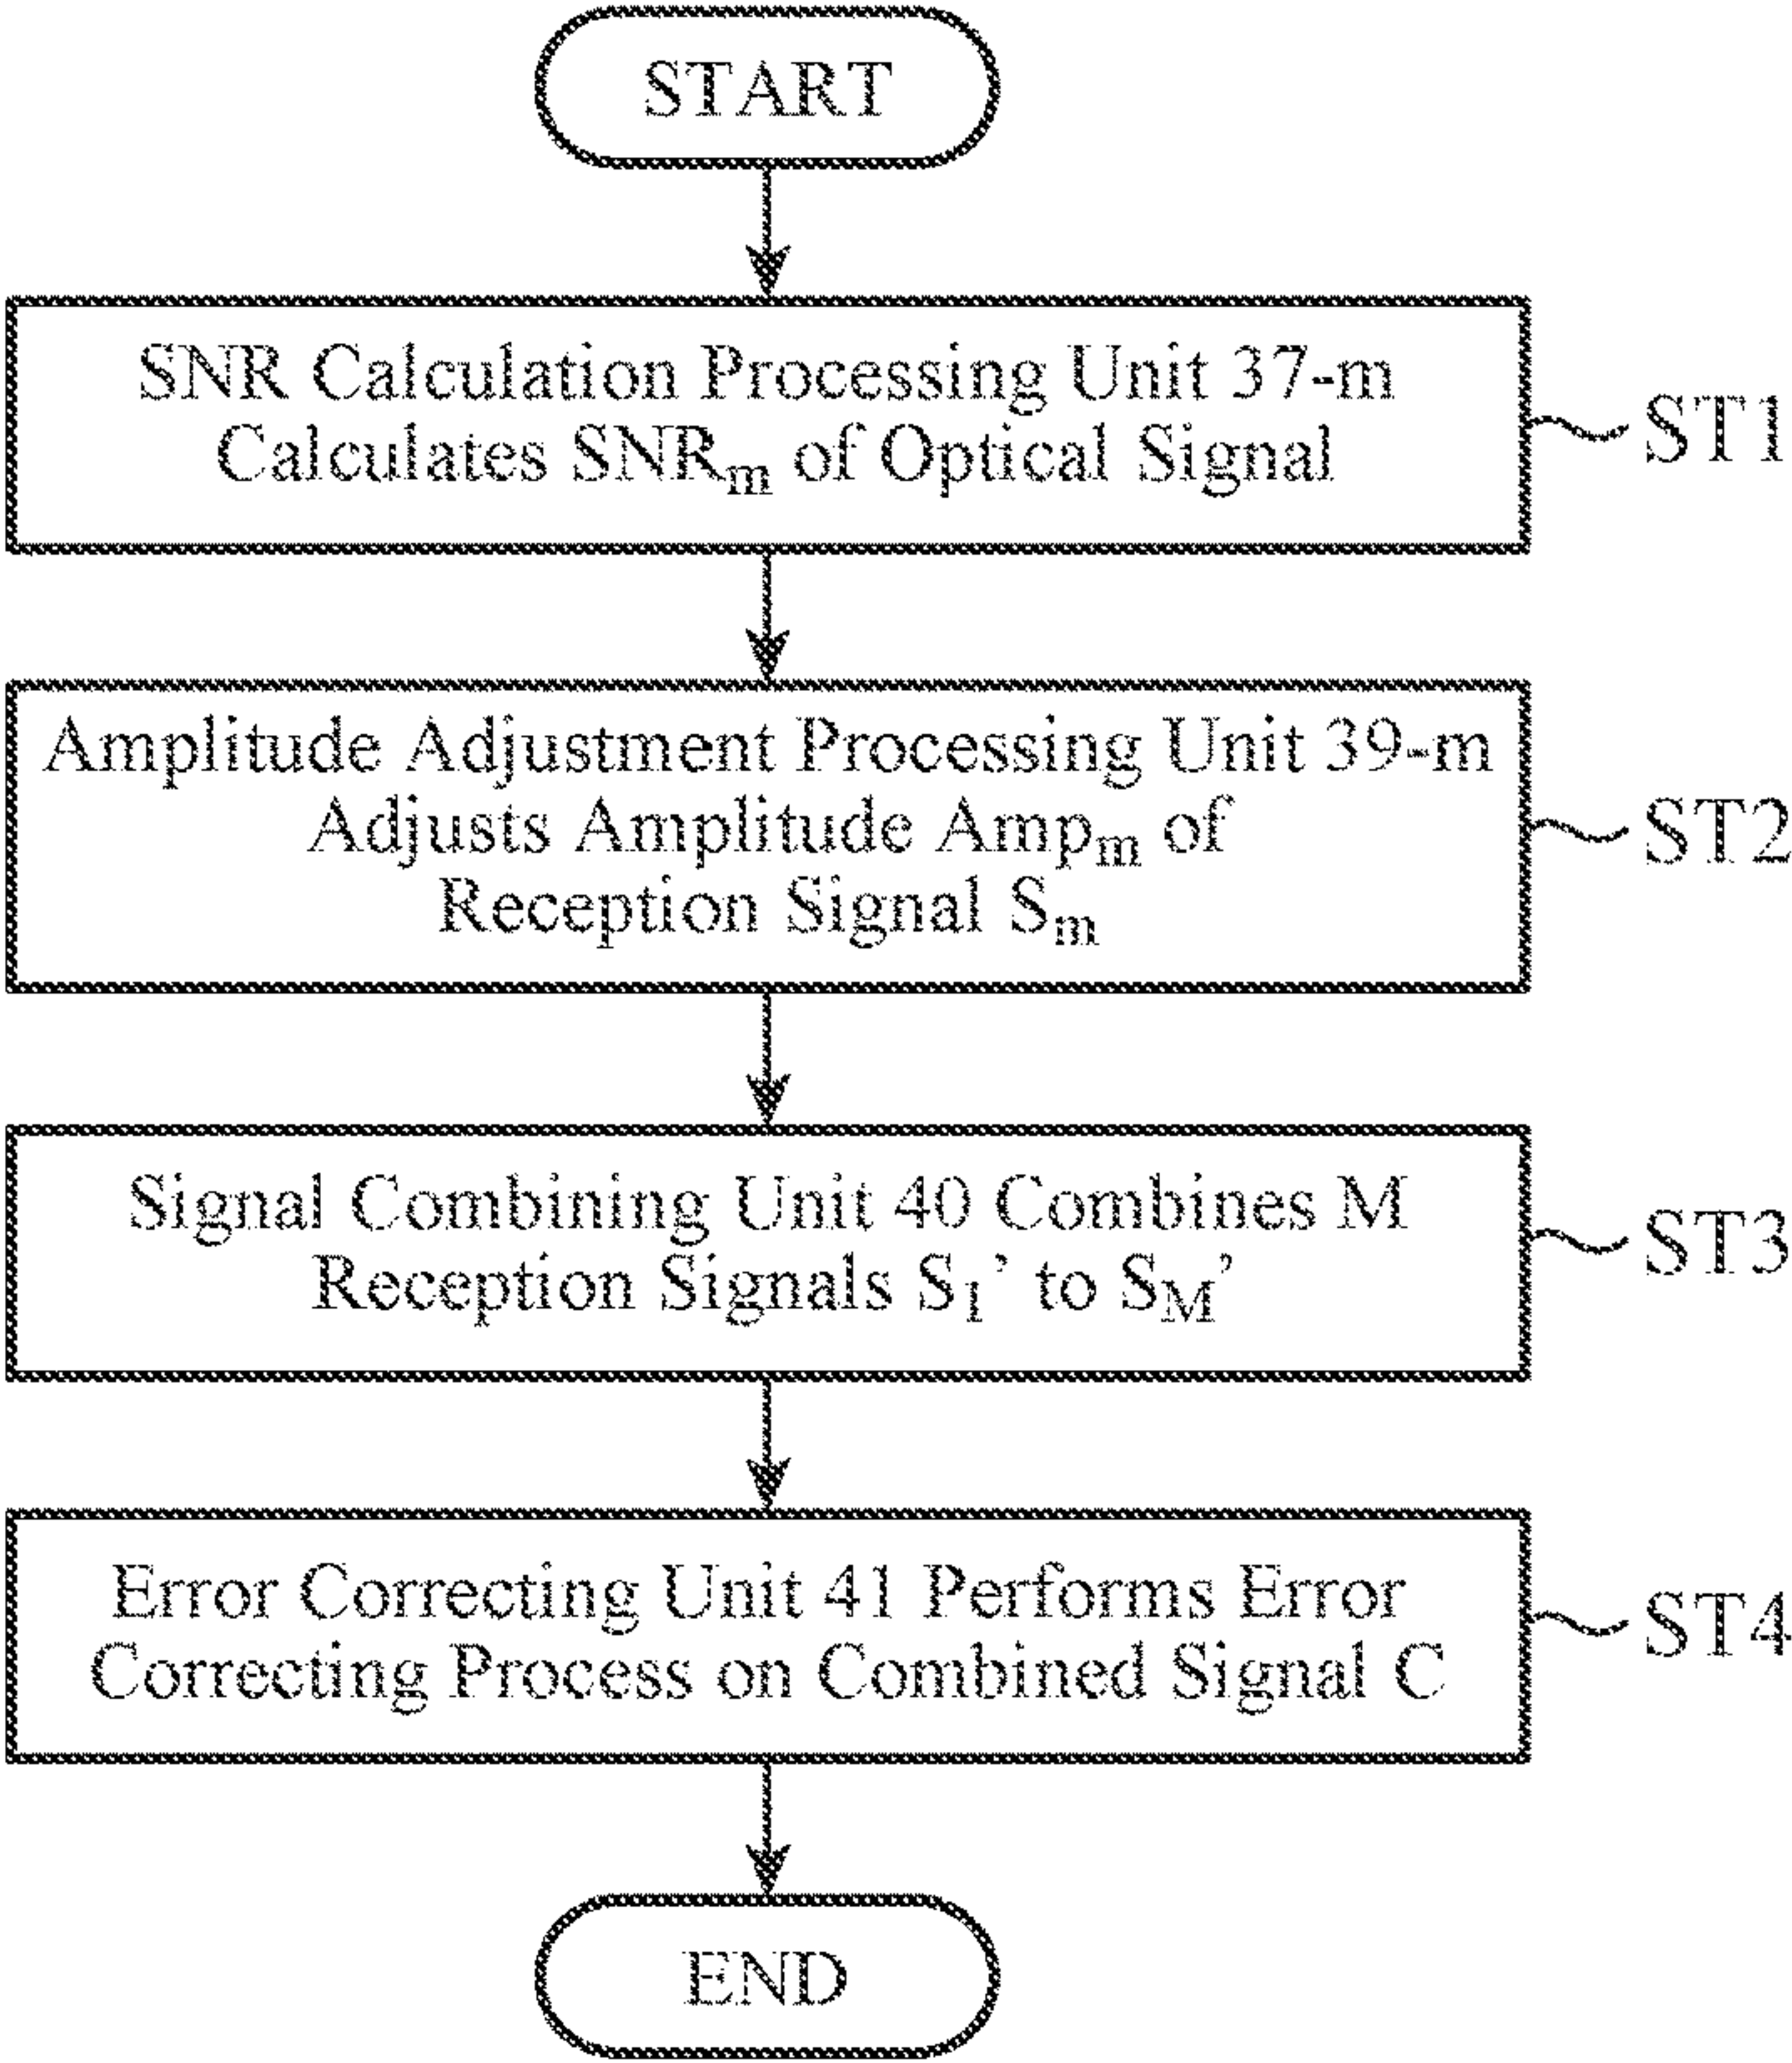 START
SNR Calculation Processing Unit 37-m
Calculates SNRm of Optical Signal
ST1
Amplitude Adjustment Processing Unit 39-m
Adjusts Amplitude Ampm of
Reception Signal Sm
ST2
Signal Combining Unit 40 Combines M
Reception Signals S1’ to SM’
ST3
Error Correcting Unit 41 Performs Error
Correcting Process on Combined Signal C
ST4
END